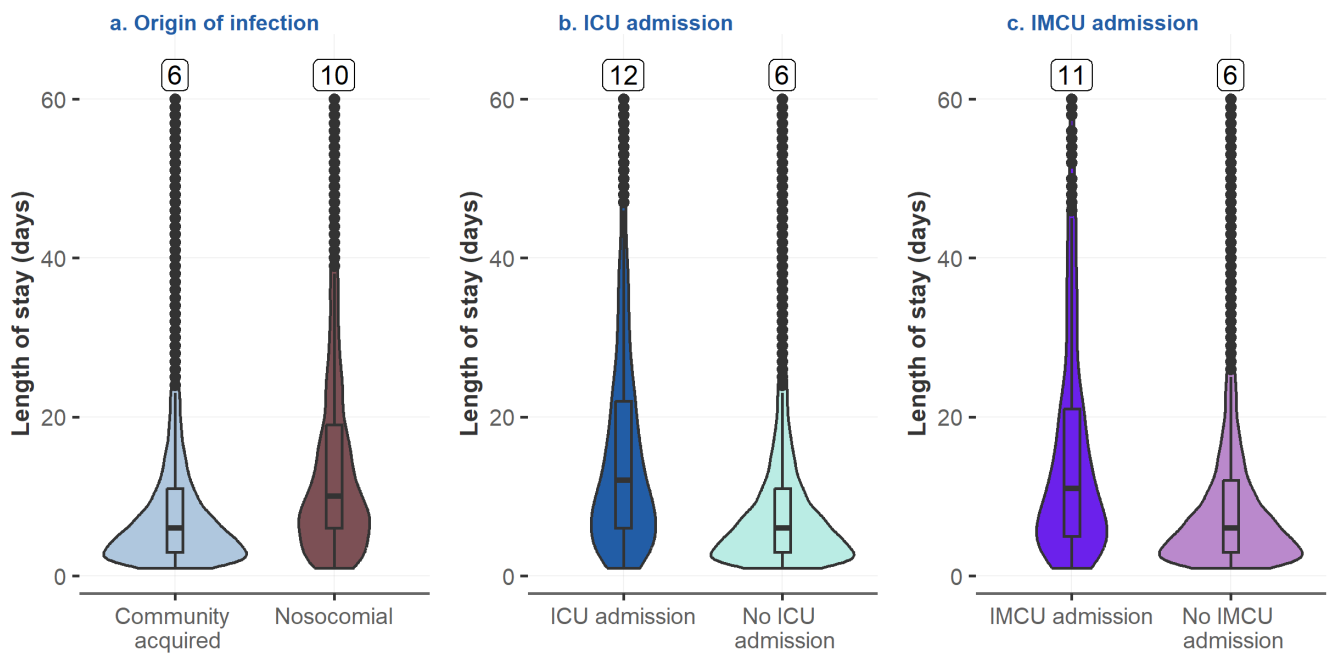 a. Origin of infection
6
10
60
40
20
0
Length of stay (days)
Community
acquired
Nosocomial
b. ICU admission
12
6
60
40
20
0
Length of stay (days)
ICU admission
No ICU
admission
c. IMCU admission
11
6
60
40
20
0
Length of stay (days)
IMCU admission
No IMCU
admission